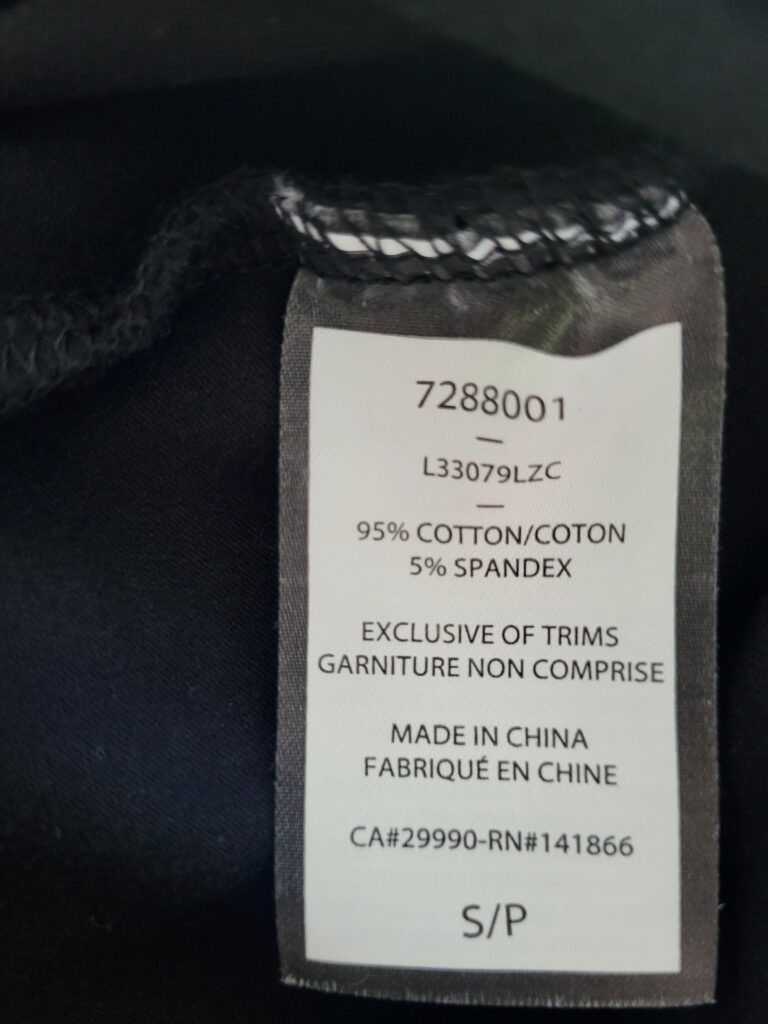 7288001
—
L33079LZC
—
95% COTTON/COTON
5% SPANDEX
EXCLUSIVE OF TRIMS
GARNITURE NON COMPRISE
MADE IN CHINA
FABRIQUÉ EN CHINE
CA#29990-RN#141866
S/P